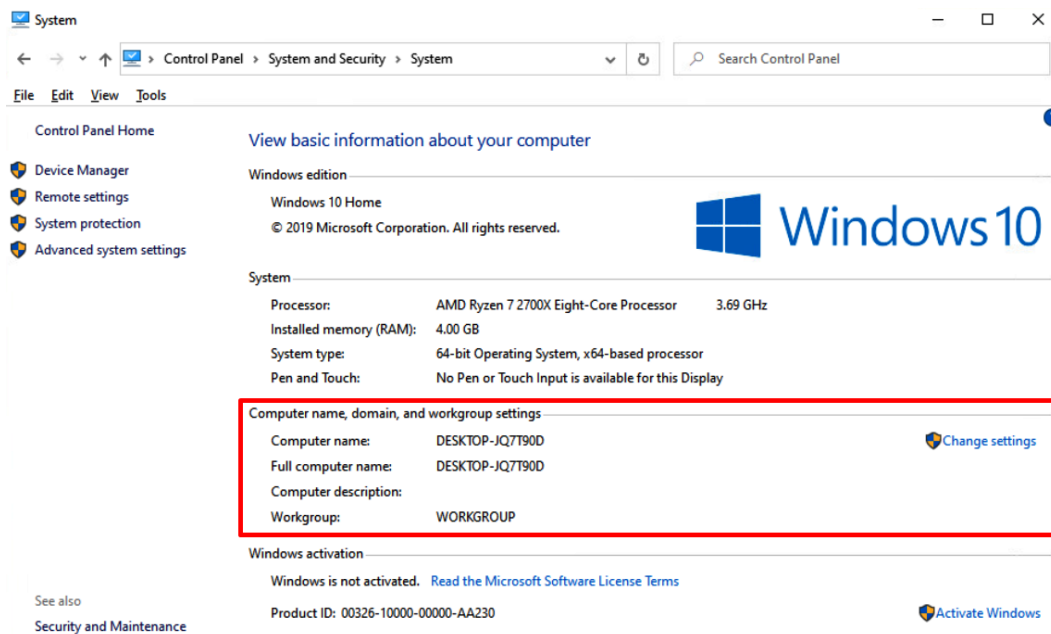 System
Control Panel > System and Security > System
Search Control Panel
File Edit View Tools
Control Panel Home
Device Manager
Remote settings
System protection
Advanced system settings
See also
Security and Maintenance
View basic information about your computer
Windows edition
Windows 10 Home
© 2019 Microsoft Corporation. All rights reserved.
Windows 10
System
Processor: AMD Ryzen 7 2700X Eight-Core Processor 3.69 GHz
Installed memory (RAM): 4.00 GB
System type: 64-bit Operating System, x64-based processor
Pen and Touch: No Pen or Touch Input is available for this Display
Computer name, domain, and workgroup settings
Computer name: DESKTOP-JQ7T90D
Change settings
Full computer name: DESKTOP-JQ7T90D
Computer description:
Workgroup: WORKGROUP
Windows activation
Windows is not activated. Read the Microsoft Software License Terms
Product ID: 00326-10000-00000-AA230
Activate Windows